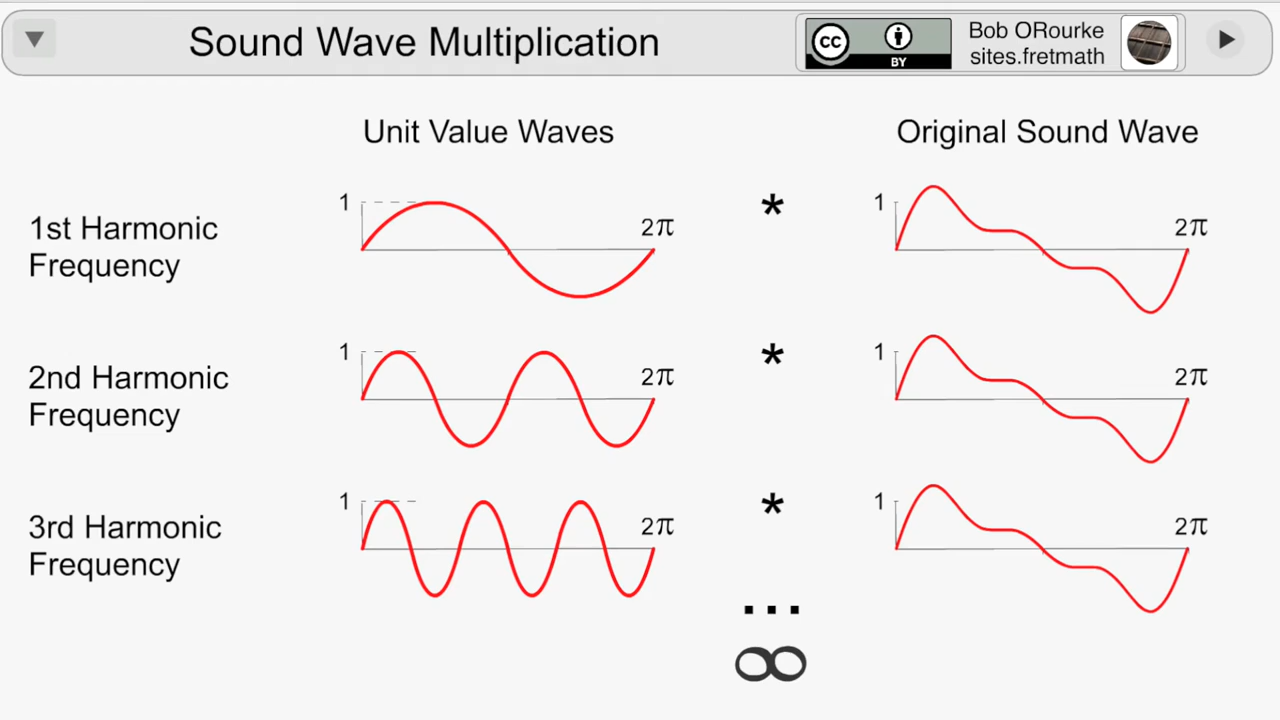 Sound Wave Multiplication
cc
BY
Bob ORourke
sites.fretmath
Unit Value Waves
Original Sound Wave
1st Harmonic
Frequency
1
2π
*
1
2π
2nd Harmonic
Frequency
1
2π
*
1
2π
3rd Harmonic
Frequency
1
2π
*
1
2π
...
∞